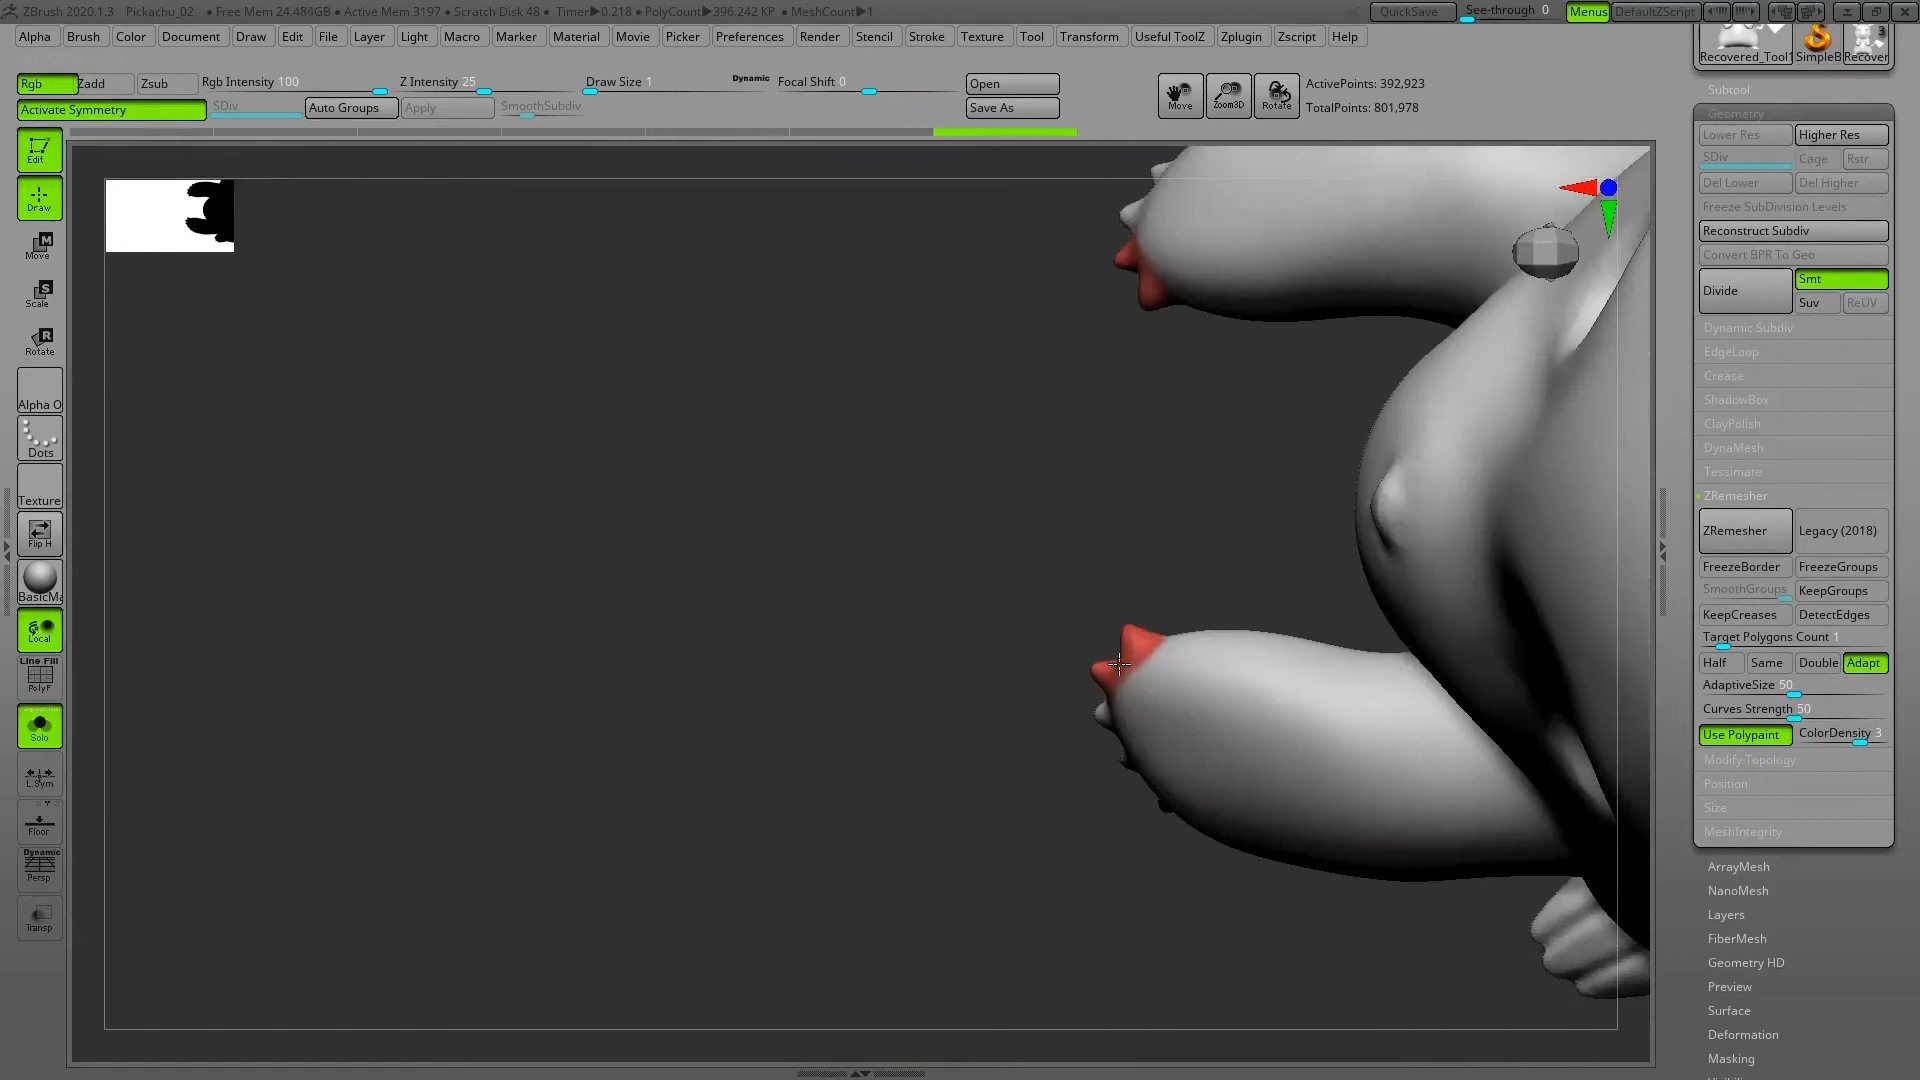 ZBrush 2020.1.3 Pickachu_02 ● Free Mem 24.484GB ● Active Mem 3197 ● Scratch Disk 48 ● Timer▶0.218 ● PolyCount▶396.242 KP ● MeshCount▶1 AC QuickSave See-through 0 Menus DefaultZScript
Alpha Brush Color Document Draw Edit File Layer Light Macro Marker Material Movie Picker Preferences Render Stencil Stroke Texture Tool Transform Useful ToolZ Zplugin Zscript Help
Rgb Zadd Zsub Rgb Intensity 100 Z Intensity 25 Draw Size 1 Dynamic Focal Shift 0 Open
Activate Symmetry SDiv Auto Groups Apply SmoothSubdiv Save As
Move Zoom3D Rotate
ActivePoints: 392,923
TotalPoints: 801,978
Edit
Draw
Move
Scale
Rotate
Alpha O
Dots
Texture
Flip H
BasicMa
Local
Line Fill
PolyF
Solo
L.Sym
Floor
Dynamic
Persp
Transp
3
Recovered_Tool1 SimpleB Recover
Subtool
Geometry
Lower Res Higher Res
SDiv Cage Rstr
Del Lower Del Higher
Freeze SubDivision Levels
Reconstruct Subdiv
Convert BPR To Geo
Divide Smt
Suv ReUV
Dynamic Subdiv
EdgeLoop
Crease
ShadowBox
ClayPolish
DynaMesh
Tessimate
ZRemesher
ZRemesher Legacy (2018)
FreezeBorder FreezeGroups
SmoothGroups KeepGroups
KeepCreases DetectEdges
Target Polygons Count 1
Half Same Double Adapt
AdaptiveSize 50
Curves Strength 50
Use Polypaint ColorDensity 3
Modify Topology
Position
Size
MeshIntegrity
ArrayMesh
NanoMesh
Layers
FiberMesh
Geometry HD
Preview
Surface
Deformation
Masking